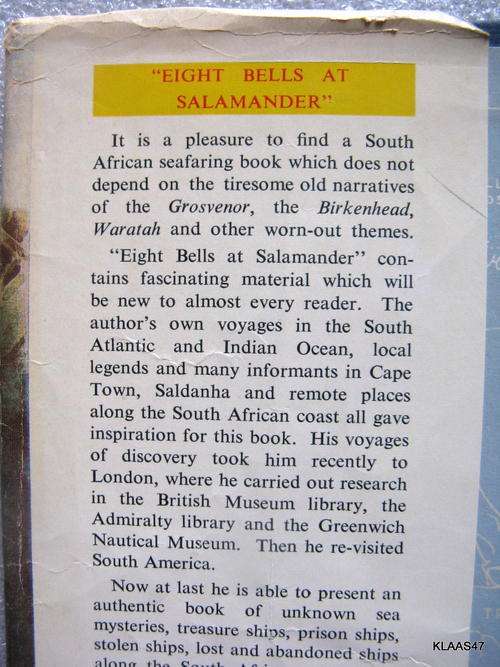 “EIGHT BELLS AT
SALAMANDER”
It is a pleasure to find a South
African seafaring book which does not
depend on the tiresome old narratives
of the Grosvenor, the Birkenhead,
Waratah and other worn-out themes.
“Eight Bells at Salamander” con-
tains fascinating material which will
be new to almost every reader. The
author’s own voyages in the South
Atlantic and Indian Ocean, local
legends and many informants in Cape
Town, Saldanha and remote places
along the South African coast all gave
inspiration for this book. His voyages
of discovery took him recently to
London, where he carried out research
in the British Museum library, the
Admiralty library and the Greenwich
Nautical Museum. Then he re-visited
South America.
Now at last he is able to present an
authentic book of unknown sea
mysteries, treasure ships, prison ships,
stolen ships, lost and abandoned ships
along the South
KLAAS47